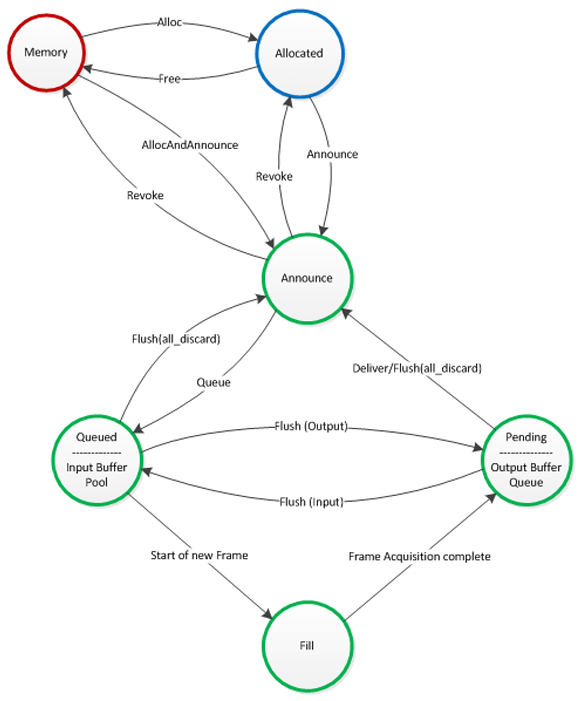 Alloc
Memory
Allocated
Free
AllocAndAnnounce
Announce
Revoke
Revoke
Announce
Flush(all_discard)
Deliver/Flush(all_discard)
Queue
Flush (Output)
Queued
-------------
Input Buffer
Pool
Pending
--------------
Output Buffer
Queue
Flush (Input)
Start of new Frame
Frame Acquisition complete
Fill